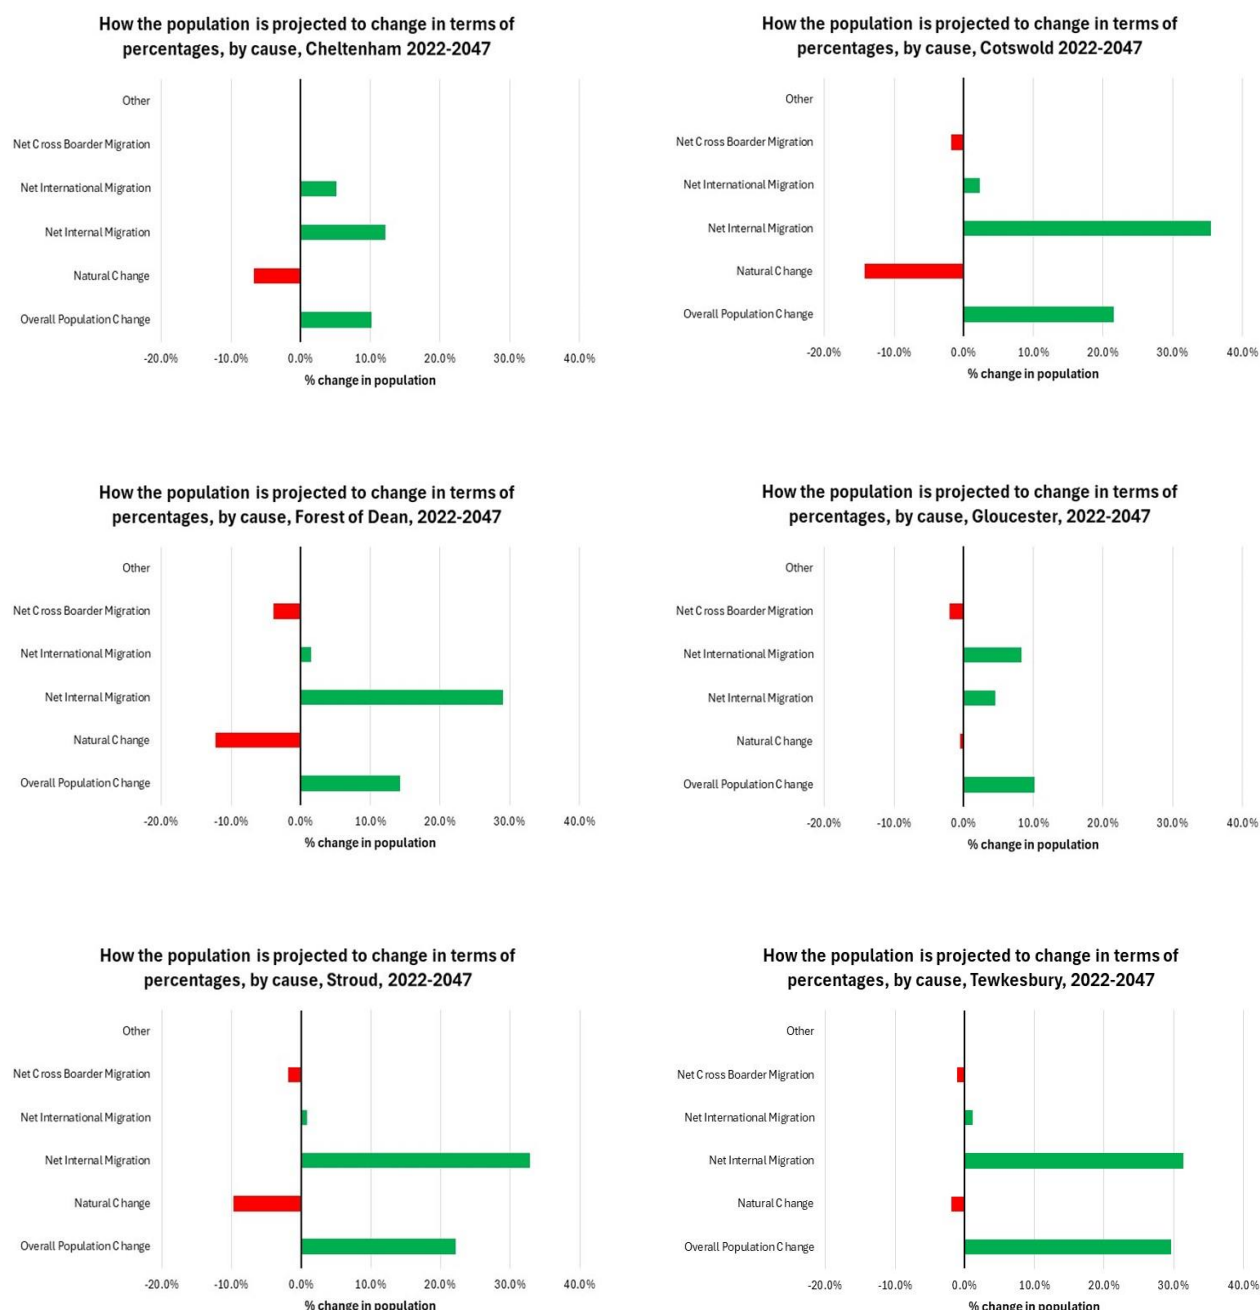 How the population is projected to change in terms of
percentages, by cause, Cheltenham 2022-2047
Other
Net Cross Boarder Migration
Net International Migration
Net Internal Migration
Natural Change
Overall Population Change
-20.0% -10.0% 0.0% 10.0% 20.0% 30.0% 40.0%
% change in population
How the population is projected to change in terms of
percentages, by cause, Cotswold 2022-2047
Other
Net Cross Boarder Migration
Net International Migration
Net Internal Migration
Natural Change
Overall Population Change
-20.0% -10.0% 0.0% 10.0% 20.0% 30.0% 40.0%
% change in population
How the population is projected to change in terms of
percentages, by cause, Forest of Dean, 2022-2047
Other
Net Cross Boarder Migration
Net International Migration
Net Internal Migration
Natural Change
Overall Population Change
-20.0% -10.0% 0.0% 10.0% 20.0% 30.0% 40.0%
% change in population
How the population is projected to change in terms of
percentages, by cause, Gloucester, 2022-2047
Other
Net Cross Boarder Migration
Net International Migration
Net Internal Migration
Natural Change
Overall Population Change
-20.0% -10.0% 0.0% 10.0% 20.0% 30.0% 40.0%
% change in population
How the population is projected to change in terms of
percentages, by cause, Stroud, 2022-2047
Other
Net Cross Boarder Migration
Net International Migration
Net Internal Migration
Natural Change
Overall Population Change
-20.0% -10.0% 0.0% 10.0% 20.0% 30.0% 40.0%
% change in population
How the population is projected to change in terms of
percentages, by cause, Tewkesbury, 2022-2047
Other
Net Cross Boarder Migration
Net International Migration
Net Internal Migration
Natural Change
Overall Population Change
-20.0% -10.0% 0.0% 10.0% 20.0% 30.0% 40.0%
% change in population